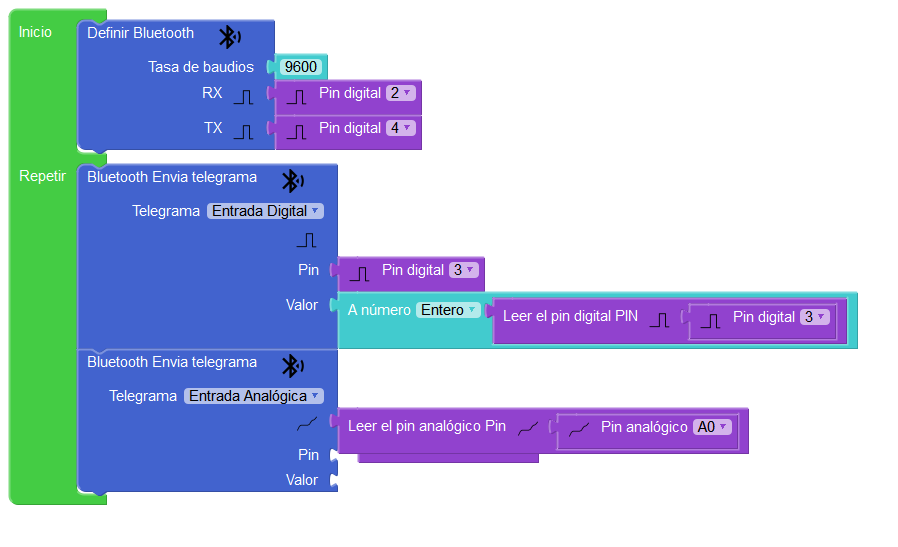 Inicio
Definir Bluetooth
Tasa de baudios 9600
RX Pin digital 2
TX Pin digital 4
Repetir
Bluetooth Envia telegrama
Telegrama Entrada Digital
Pin Pin digital 3
Valor A número Entero Leer el pin digital PIN Pin digital 3
Bluetooth Envia telegrama
Telegrama Entrada Analógica
Leer el pin analógico Pin Pin analógico A0
Pin
Valor